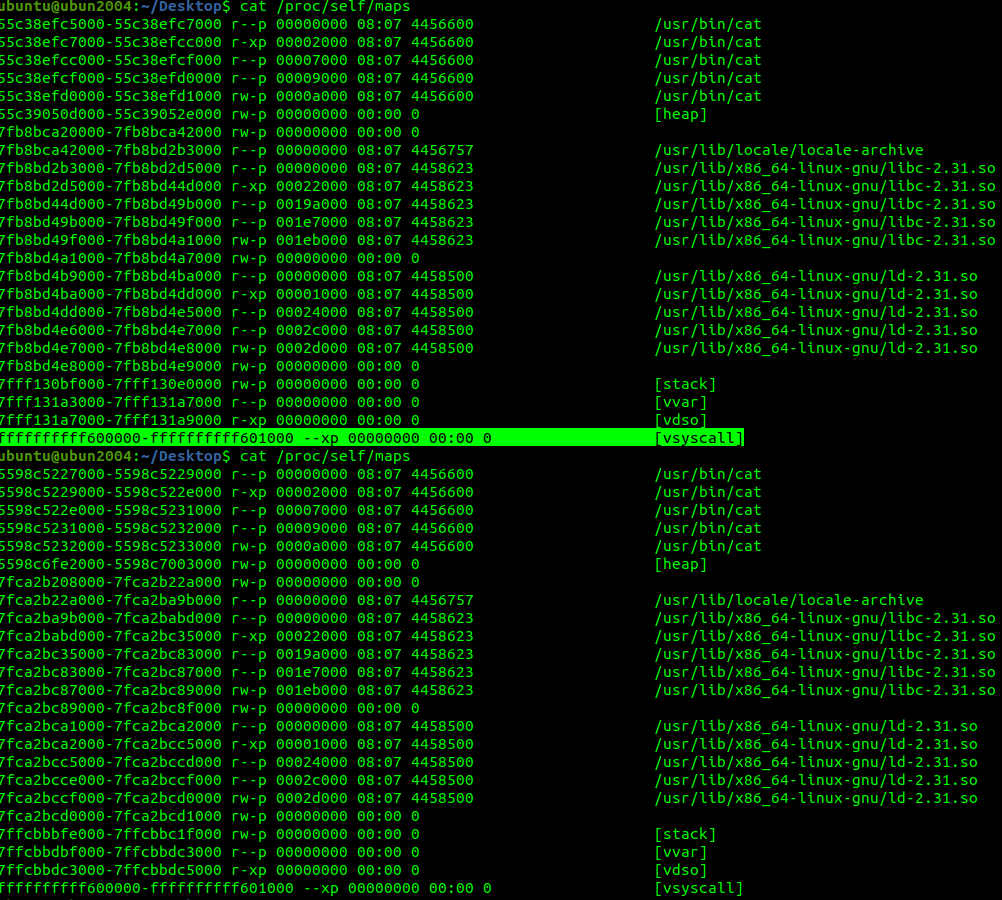 ubuntu@ubun2004:~/Desktop$ cat /proc/self/maps
55c38efc5000-55c38efc7000 r--p 00000000 08:07 4456600 /usr/bin/cat
55c38efc7000-55c38efcc000 r-xp 00002000 08:07 4456600 /usr/bin/cat
55c38efcc000-55c38efcf000 r--p 00007000 08:07 4456600 /usr/bin/cat
55c38efcf000-55c38efd0000 r--p 00009000 08:07 4456600 /usr/bin/cat
55c38efd0000-55c38efd1000 rw-p 0000a000 08:07 4456600 /usr/bin/cat
55c39050d000-55c39052e000 rw-p 00000000 00:00 0 [heap]
7fb8bca20000-7fb8bca42000 rw-p 00000000 00:00 0
7fb8bca42000-7fb8bd2b3000 r--p 00000000 08:07 4456757 /usr/lib/locale/locale-archive
7fb8bd2b3000-7fb8bd2d5000 r--p 00000000 08:07 4458623 /usr/lib/x86_64-linux-gnu/libc-2.31.so
7fb8bd2d5000-7fb8bd44d000 r-xp 00022000 08:07 4458623 /usr/lib/x86_64-linux-gnu/libc-2.31.so
7fb8bd44d000-7fb8bd49b000 r--p 0019a000 08:07 4458623 /usr/lib/x86_64-linux-gnu/libc-2.31.so
7fb8bd49b000-7fb8bd49f000 r--p 001e7000 08:07 4458623 /usr/lib/x86_64-linux-gnu/libc-2.31.so
7fb8bd49f000-7fb8bd4a1000 rw-p 001eb000 08:07 4458623 /usr/lib/x86_64-linux-gnu/libc-2.31.so
7fb8bd4a1000-7fb8bd4a7000 rw-p 00000000 00:00 0
7fb8bd4b9000-7fb8bd4ba000 r--p 00000000 08:07 4458500 /usr/lib/x86_64-linux-gnu/ld-2.31.so
7fb8bd4ba000-7fb8bd4dd000 r-xp 00001000 08:07 4458500 /usr/lib/x86_64-linux-gnu/ld-2.31.so
7fb8bd4dd000-7fb8bd4e5000 r--p 00024000 08:07 4458500 /usr/lib/x86_64-linux-gnu/ld-2.31.so
7fb8bd4e6000-7fb8bd4e7000 r--p 0002c000 08:07 4458500 /usr/lib/x86_64-linux-gnu/ld-2.31.so
7fb8bd4e7000-7fb8bd4e8000 rw-p 0002d000 08:07 4458500 /usr/lib/x86_64-linux-gnu/ld-2.31.so
7fb8bd4e8000-7fb8bd4e9000 rw-p 00000000 00:00 0
7fff130bf000-7fff130e0000 rw-p 00000000 00:00 0 [stack]
7fff131a3000-7fff131a7000 r--p 00000000 00:00 0 [vvar]
7fff131a7000-7fff131a9000 r-xp 00000000 00:00 0 [vdso]
ffffffffff600000-ffffffffff601000 --xp 00000000 00:00 0 [vsyscall]
ubuntu@ubun2004:~/Desktop$ cat /proc/self/maps
5598c5227000-5598c5229000 r--p 00000000 08:07 4456600 /usr/bin/cat
5598c5229000-5598c522e000 r-xp 00002000 08:07 4456600 /usr/bin/cat
5598c522e000-5598c5231000 r--p 00007000 08:07 4456600 /usr/bin/cat
5598c5231000-5598c5232000 r--p 00009000 08:07 4456600 /usr/bin/cat
5598c5232000-5598c5233000 rw-p 0000a000 08:07 4456600 /usr/bin/cat
5598c6fe2000-5598c7003000 rw-p 00000000 00:00 0 [heap]
7fca2b208000-7fca2b22a000 rw-p 00000000 00:00 0
7fca2b22a000-7fca2ba9b000 r--p 00000000 08:07 4456757 /usr/lib/locale/locale-archive
7fca2ba9b000-7fca2babd000 r--p 00000000 08:07 4458623 /usr/lib/x86_64-linux-gnu/libc-2.31.so
7fca2babd000-7fca2bc35000 r-xp 00022000 08:07 4458623 /usr/lib/x86_64-linux-gnu/libc-2.31.so
7fca2bc35000-7fca2bc83000 r--p 0019a000 08:07 4458623 /usr/lib/x86_64-linux-gnu/libc-2.31.so
7fca2bc83000-7fca2bc87000 r--p 001e7000 08:07 4458623 /usr/lib/x86_64-linux-gnu/libc-2.31.so
7fca2bc87000-7fca2bc89000 rw-p 001eb000 08:07 4458623 /usr/lib/x86_64-linux-gnu/libc-2.31.so
7fca2bc89000-7fca2bc8f000 rw-p 00000000 00:00 0
7fca2bca1000-7fca2bca2000 r--p 00000000 08:07 4458500 /usr/lib/x86_64-linux-gnu/ld-2.31.so
7fca2bca2000-7fca2bcc5000 r-xp 00001000 08:07 4458500 /usr/lib/x86_64-linux-gnu/ld-2.31.so
7fca2bcc5000-7fca2bccd000 r--p 00024000 08:07 4458500 /usr/lib/x86_64-linux-gnu/ld-2.31.so
7fca2bcce000-7fca2bccf000 r--p 0002c000 08:07 4458500 /usr/lib/x86_64-linux-gnu/ld-2.31.so
7fca2bccf000-7fca2bcd0000 rw-p 0002d000 08:07 4458500 /usr/lib/x86_64-linux-gnu/ld-2.31.so
7fca2bcd0000-7fca2bcd1000 rw-p 00000000 00:00 0
7ffcbbbfe000-7ffcbbc1f000 rw-p 00000000 00:00 0 [stack]
7ffcbbdbf000-7ffcbbdc3000 r--p 00000000 00:00 0 [vvar]
7ffcbbdc3000-7ffcbbdc5000 r-xp 00000000 00:00 0 [vdso]
ffffffffff600000-ffffffffff601000 --xp 00000000 00:00 0 [vsyscall]